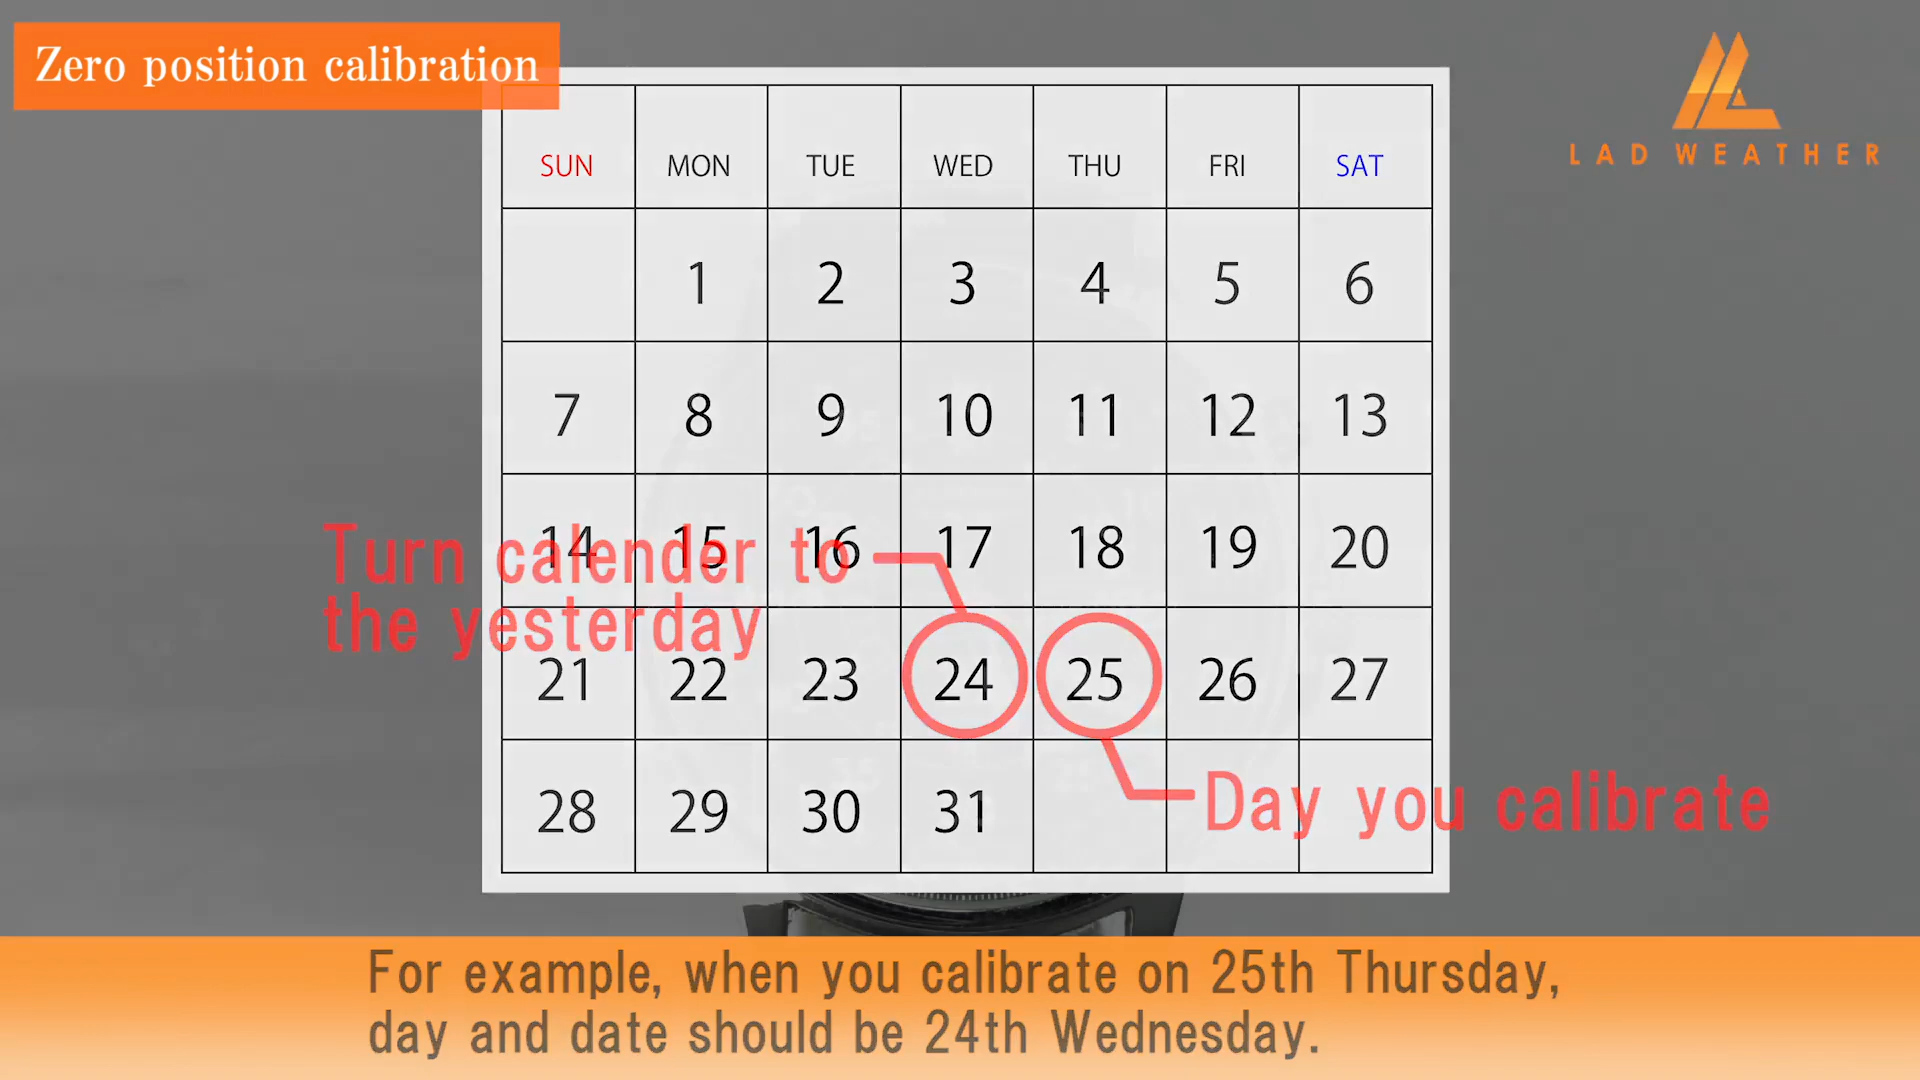 Zero position calibration
LAD WEATHER
SUN MON TUE WED THU FRI SAT
1 2 3 4 5 6
7 8 9 10 11 12 13
14 15 16 17 18 19 20
Turn calender to
the yesterday
21 22 23 24 25 26 27
28 29 30 31
Day you calibrate
For example, when you calibrate on 25th Thursday,
day and date should be 24th Wednesday.